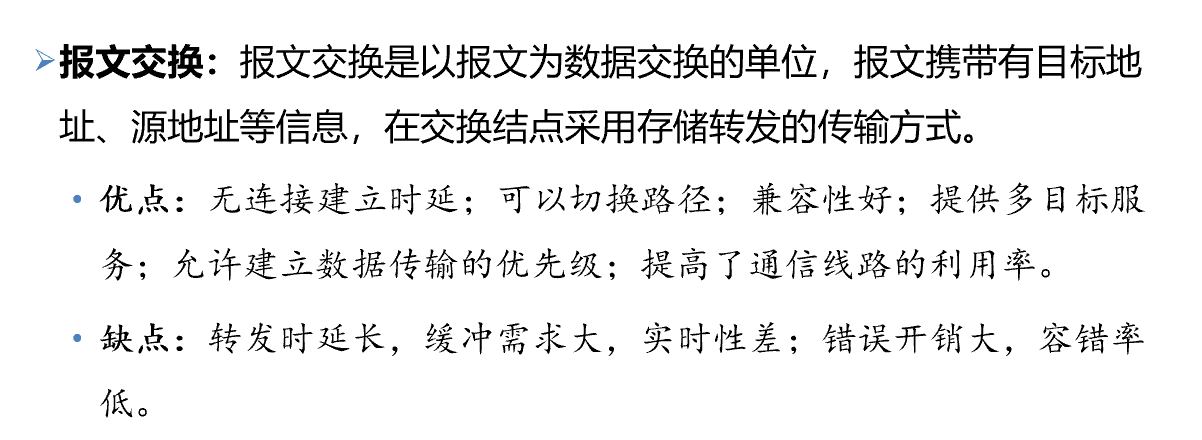 ➢报文交换：报文交换是以报文为数据交换的单位，报文携带有目标地
址、源地址等信息，在交换结点采用存储转发的传输方式。
• 优点：无连接建立时延；可以切换路径；兼容性好；提供多目标服
务；允许建立数据传输的优先级；提高了通信线路的利用率。
• 缺点：转发时延长，缓冲需求大，实时性差；错误开销大，容错率
低。